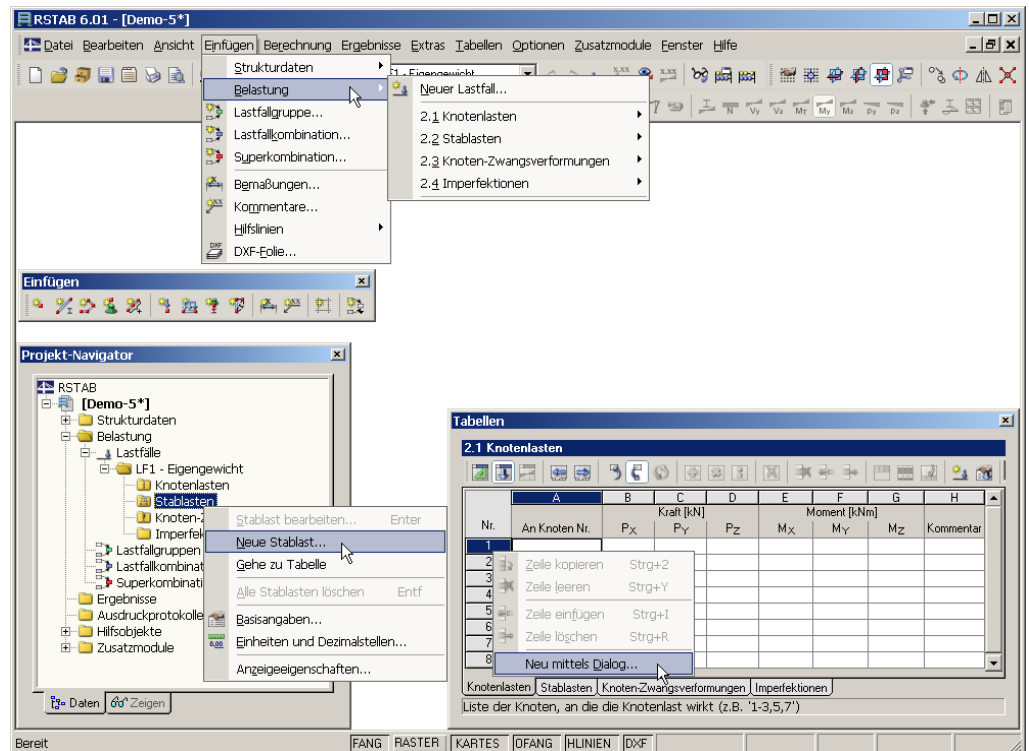 RSTAB 6.01 - [Demo-5*]
Datei Bearbeiten Ansicht Einfügen Berechnung Ergebnisse Extras Tabellen Optionen Zusatzmodule Fenster Hilfe
Strukturdaten
Belastung
Lastfallgruppe...
Lastfallkombination...
Superkombination...
Bemaßungen...
Kommentare...
Hilfslinien
DXF-Folie...
Neuer Lastfall...
2.1 Knotenlasten
2.2 Stablasten
2.3 Knoten-Zwangsverformungen
2.4 Imperfektionen
Einfügen
Projekt-Navigator
RSTAB
[Demo-5*]
Strukturdaten
Belastung
Lastfälle
LF1 - Eigengewicht
Knotenlasten
Stablasten
Knoten-
Imperfek
Lastfallgruppen
Lastfallkombinat
Superkombinati
Ergebnisse
Ausdruckprotokolle
Hilfsobjekte
Zusatzmodule
Daten Zeigen
Stablast bearbeiten... Enter
Neue Stablast...
Gehe zu Tabelle
Alle Stablasten löschen Entf
Basisangaben...
Einheiten und Dezimalstellen...
Anzeigeeigenschaften...
Tabellen
2.1 Knotenlasten
A B C D E F G H
Kraft [kN] Moment [kNm]
Nr. An Knoten Nr. PX PY PZ MX MY MZ Kommentar
1
2
3
4
5
6
7
8
Zeile kopieren Strg+2
Zeile leeren Strg+Y
Zeile einfügen Strg+I
Zeile löschen Strg+R
Neu mittels Dialog...
Knotenlasten Stablasten Knoten-Zwangsverformungen Imperfektionen
Liste der Knoten, an die die Knotenlast wirkt (z.B. '1-3,5,7')
Bereit FANG RASTER KARTES OFANG HLINIEN DXF